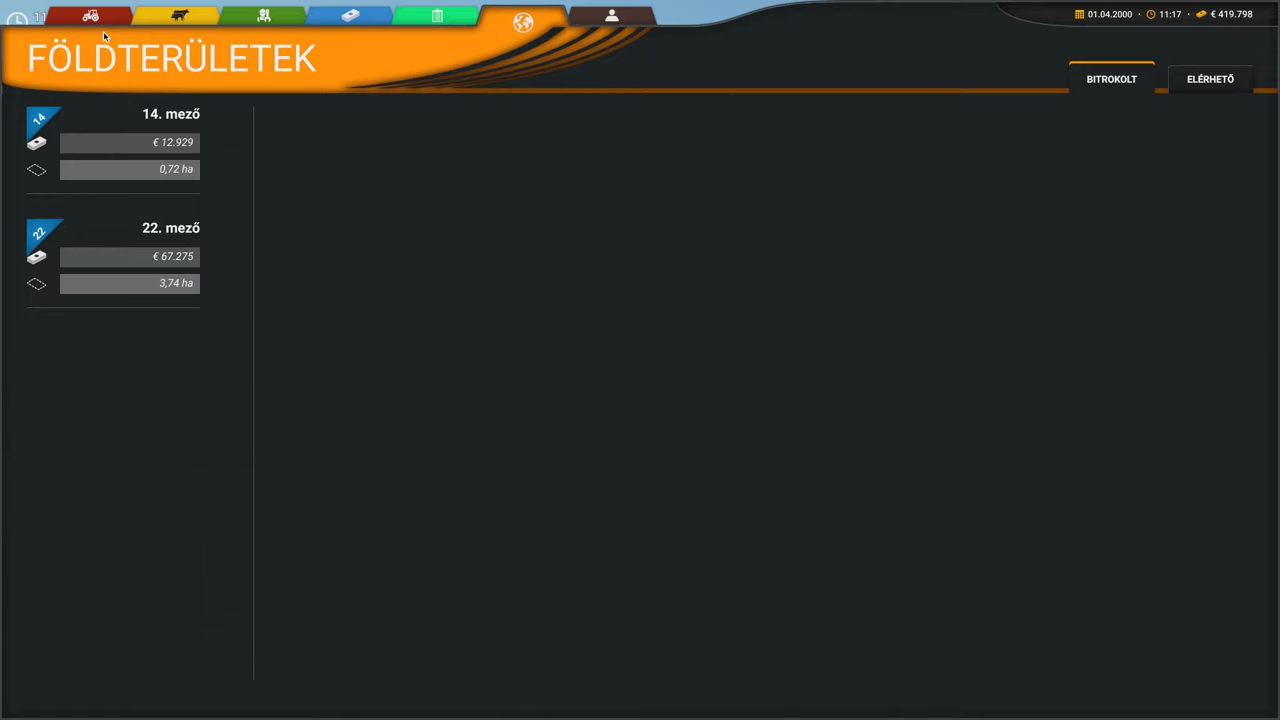 11
01.04.2000 • 11:17 • € 419.798
FÖLDTERÜLETEK
BITROKOLT
ELÉRHETŐ
14
14. mező
€ 12.929
0,72 ha
22
22. mező
€ 67.275
3,74 ha